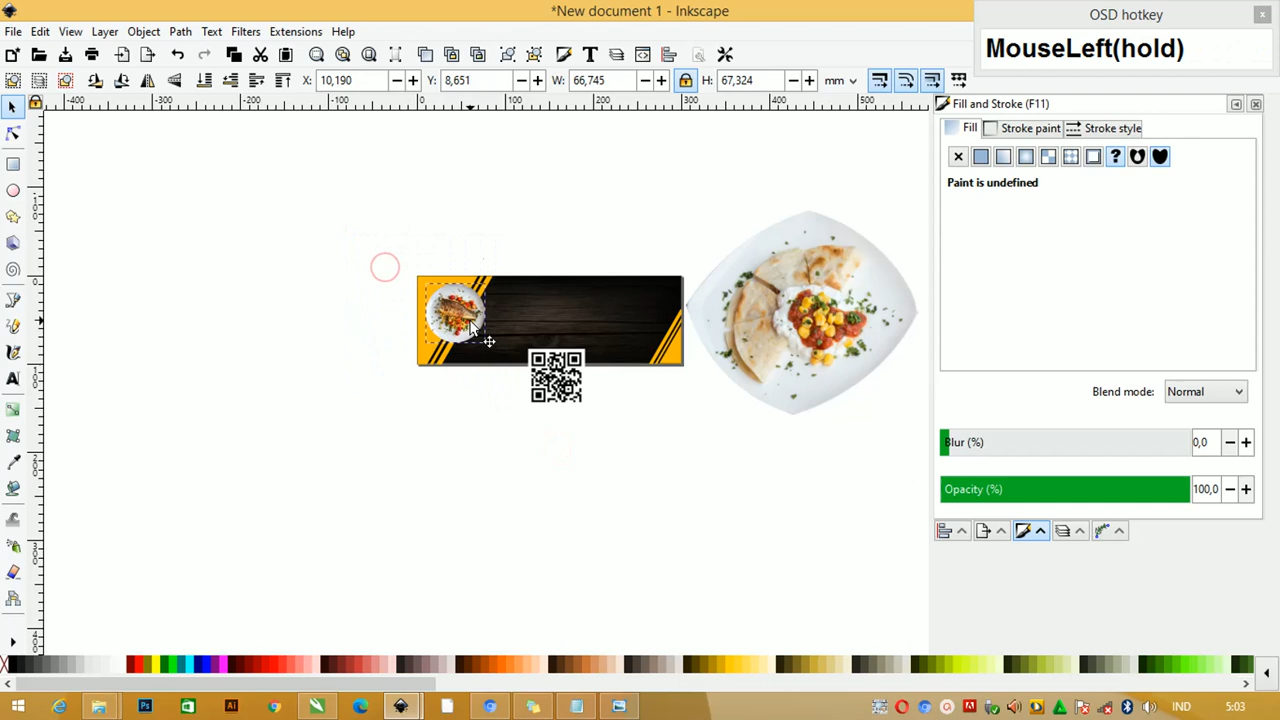 *New document 1 - Inkscape
OSD hotkey
x
MouseLeft(hold)
File Edit View Layer Object Path Text Filters Extensions Help
X: 10,190 Y: 8,651 W: 66,745 H: 67,324 mm
Fill and Stroke (F11)
-400 -300 -200 -100 0 100 200 300 400 500
Fill Stroke paint Stroke style
?
Paint is undefined
Blend mode: Normal
Blur (%) 0,0
Opacity (%) 100,0
Ps Ai IND 5:03